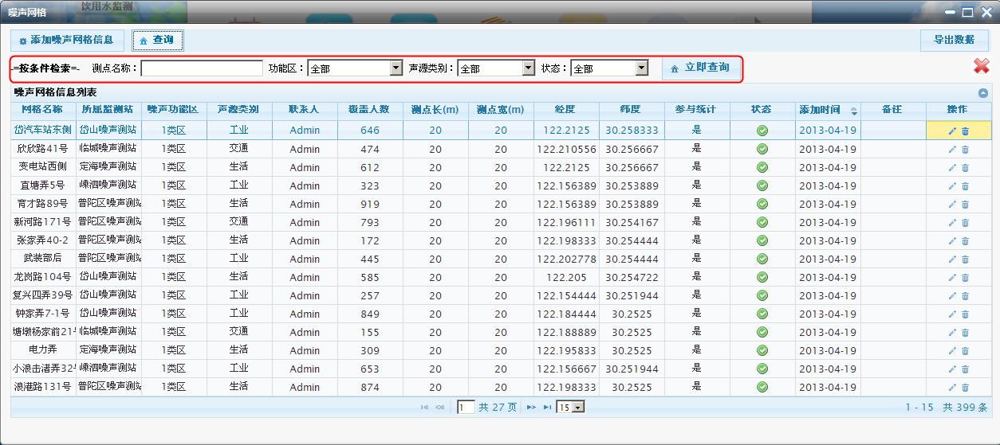 饮用水监测
噪声网格
添加噪声网格信息 查询 导出数据
-=按条件检索=- 测点名称： 功能区： 全部 声源类别： 全部 状态： 全部 立即查询
噪声网格信息列表
网格名称 所属监测站 噪声功能区 声源类别 联系人 覆盖人数 测点长(m) 测点宽(m) 经度 纬度 参与统计 状态 添加时间 备注 操作
岱汽车站东侧 岱山噪声测站 1类区 工业 Admin 646 20 20 122.2125 30.258333 是 2013-04-19
欣欣路41号 临城噪声测站 1类区 交通 Admin 474 20 20 122.210556 30.256667 是 2013-04-19
变电站西侧 定海噪声测站 1类区 生活 Admin 612 20 20 122.2125 30.256667 是 2013-04-19
直塘弄5号 嵊泗噪声测站 1类区 工业 Admin 323 20 20 122.156389 30.253889 是 2013-04-19
育才路89号 普陀区噪声测站 1类区 生活 Admin 919 20 20 122.156389 30.253889 是 2013-04-19
新河路171号 普陀区噪声测站 1类区 交通 Admin 793 20 20 122.196111 30.254167 是 2013-04-19
张家弄40-2 普陀区噪声测站 1类区 生活 Admin 172 20 20 122.198333 30.254444 是 2013-04-19
武装部后 普陀区噪声测站 1类区 工业 Admin 445 20 20 122.202778 30.254444 是 2013-04-19
龙岗路104号 岱山噪声测站 1类区 生活 Admin 585 20 20 122.205 30.254722 是 2013-04-19
复兴四弄39号 岱山噪声测站 1类区 工业 Admin 257 20 20 122.154444 30.251944 是 2013-04-19
钟家弄7-1号 岱山噪声测站 1类区 工业 Admin 849 20 20 122.184444 30.2525 是 2013-04-19
塘墩杨家前21号 临城噪声测站 1类区 交通 Admin 155 20 20 122.188889 30.2525 是 2013-04-19
电力弄 定海噪声测站 1类区 生活 Admin 309 20 20 122.195833 30.2525 是 2013-04-19
小浪击渚弄32号 嵊泗噪声测站 1类区 工业 Admin 653 20 20 122.156667 30.251944 是 2013-04-19
浪港路131号 普陀区噪声测站 1类区 生活 Admin 874 20 20 122.198333 30.2525 是 2013-04-19
1 共 27 页 15 1 - 15 共 399 条